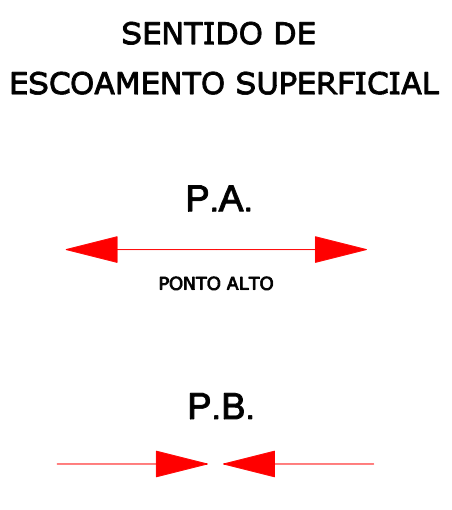 SENTIDO DE
ESCOAMENTO SUPERFICIAL
P.A.
PONTO ALTO
P.B.